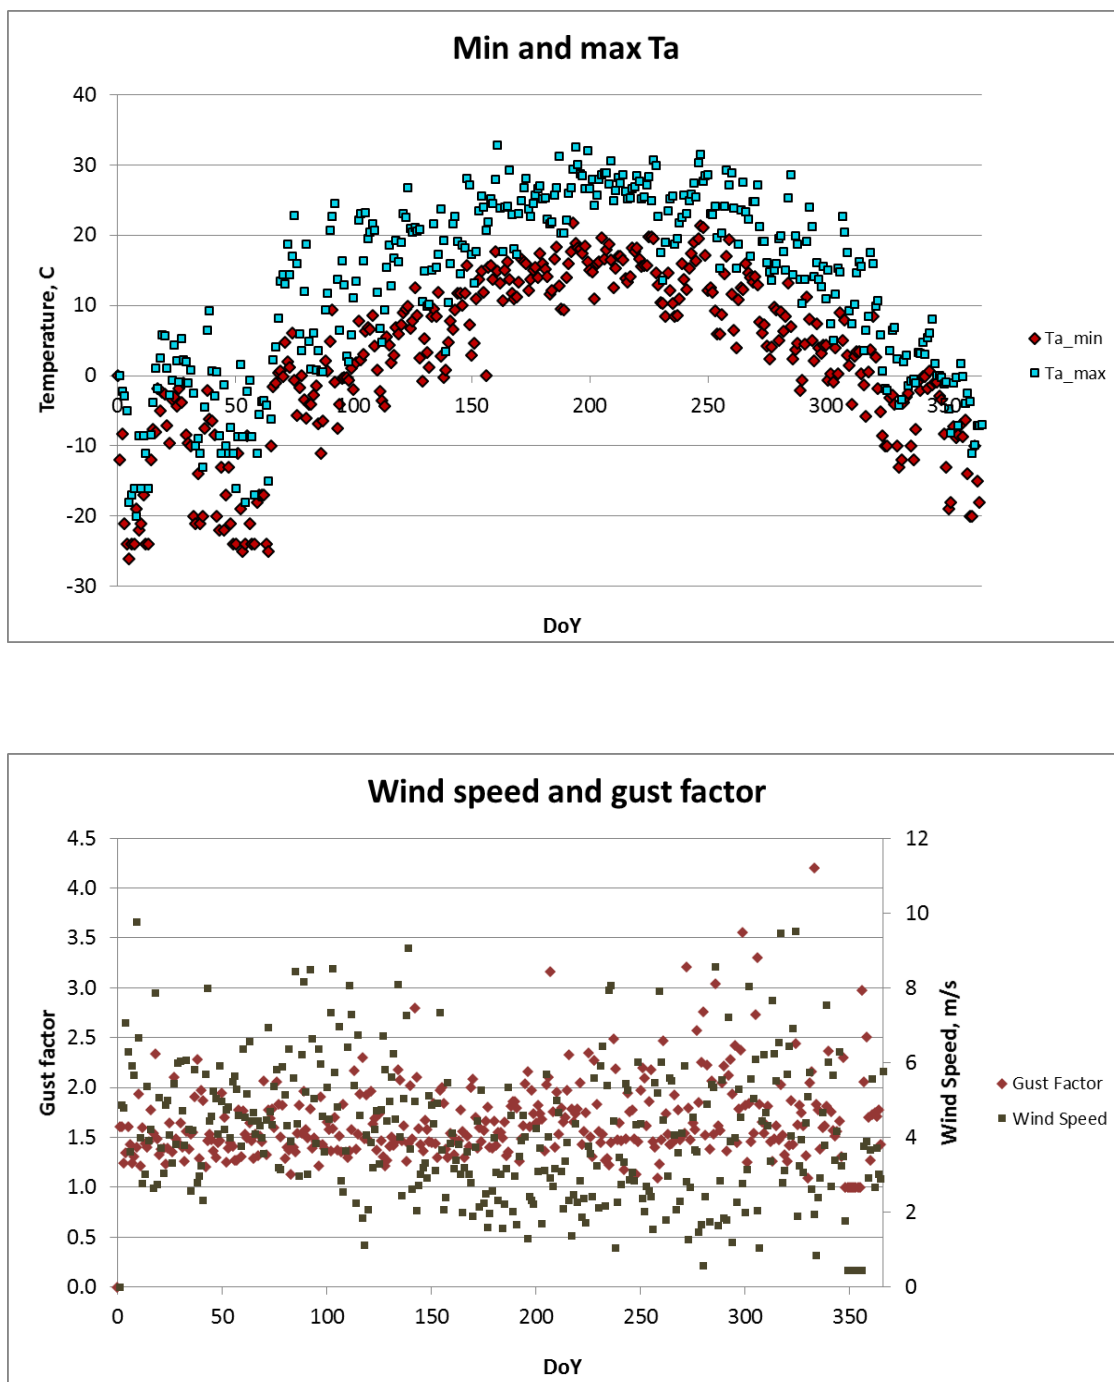 Min and max Ta
40
30
20
10
0
-10
-20
-30
0 50 100 150 200 250 300 350
Temperature, C
DoY
Ta_min
Ta_max
Wind speed and gust factor
4.5
4.0
3.5
3.0
2.5
2.0
1.5
1.0
0.5
0.0
12
10
8
6
4
2
0
0 50 100 150 200 250 300 350
Gust factor
Wind Speed, m/s
DoY
Gust Factor
Wind Speed